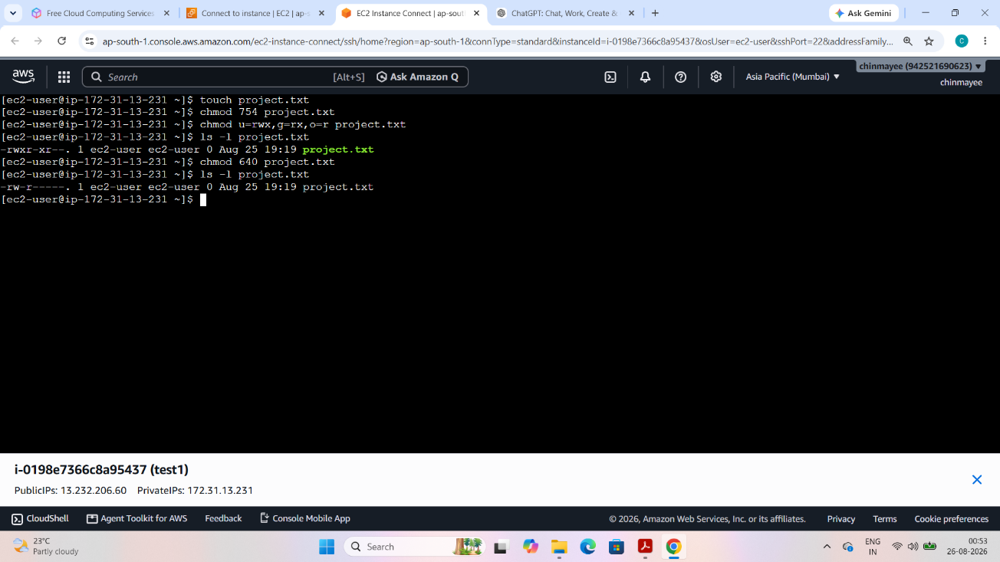 Free Cloud Computing Services
Connect to instance | EC2 | ap-s
EC2 Instance Connect | ap-sout
ChatGPT: Chat, Work, Create &
Ask Gemini
ap-south-1.console.aws.amazon.com/ec2-instance-connect/ssh/home?region=ap-south-1&connType=standard&instanceId=i-0198e7366c8a95437&osUser=ec2-user&sshPort=22&addressFamily...
C
aws
Search
[Alt+S]
Ask Amazon Q
Asia Pacific (Mumbai) ▼
chinmayee (942521690623) ▼
chinmayee
[ec2-user@ip-172-31-13-231 ~]$ touch project.txt
[ec2-user@ip-172-31-13-231 ~]$ chmod 754 project.txt
[ec2-user@ip-172-31-13-231 ~]$ chmod u=rwx,g=rx,o=r project.txt
[ec2-user@ip-172-31-13-231 ~]$ ls -l project.txt
-rwxr-xr--. 1 ec2-user ec2-user 0 Aug 25 19:19 project.txt
[ec2-user@ip-172-31-13-231 ~]$ chmod 640 project.txt
[ec2-user@ip-172-31-13-231 ~]$ ls -l project.txt
-rw-r-----. 1 ec2-user ec2-user 0 Aug 25 19:19 project.txt
[ec2-user@ip-172-31-13-231 ~]$
i-0198e7366c8a95437 (test1)
PublicIPs: 13.232.206.60 PrivateIPs: 172.31.13.231
CloudShell
Agent Toolkit for AWS
Feedback
Console Mobile App
© 2026, Amazon Web Services, Inc. or its affiliates.
Privacy
Terms
Cookie preferences
23°C
Partly cloudy
Search
ENG
IN
00:53
26-08-2026